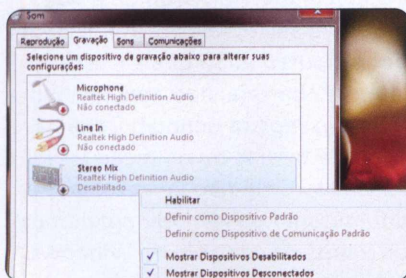 Som
Reprodução Gravação Sons Comunicações
Selecione um dispositivo de gravação abaixo para alterar suas
configurações:
Microphone
Realtek High Definition Audio
Não conectado
Line In
Realtek High Definition Audio
Não conectado
Stereo Mix
Realtek High Definition Audio
Desabilitado
Habilitar
Definir como Dispositivo Padrão
Definir como Dispositivo de Comunicação Padrão
Mostrar Dispositivos Desabilitados
Mostrar Dispositivos Desconectados